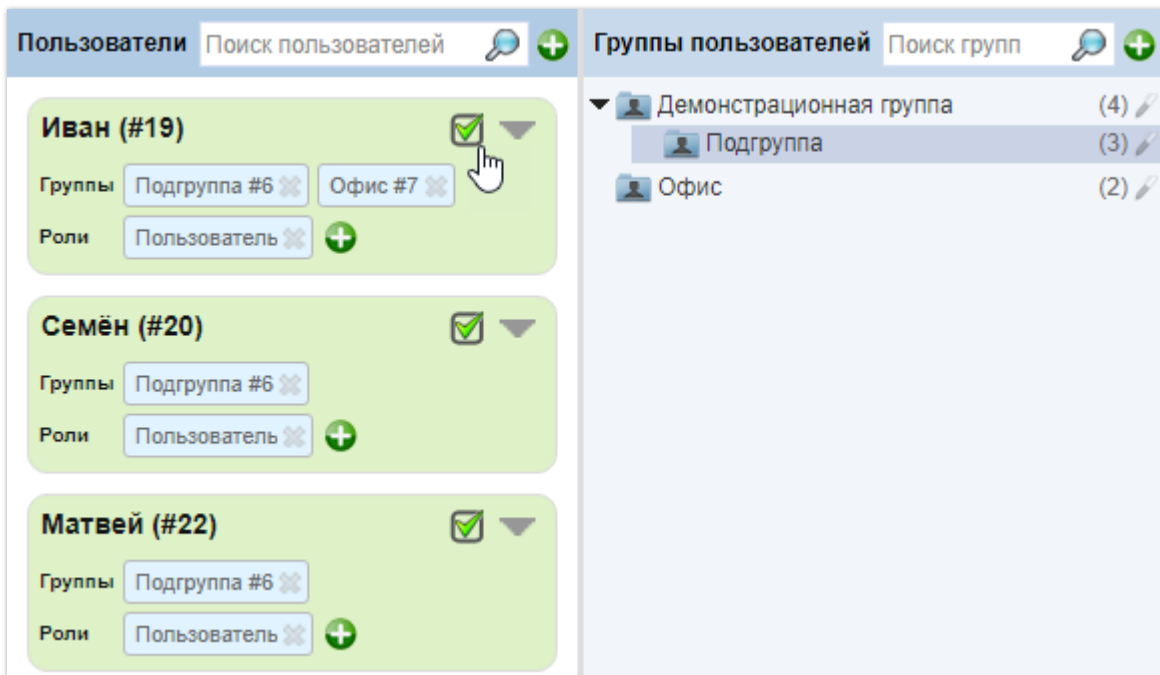 Пользователи Поиск пользователей
Иван (#19)
Группы Подгруппа #6 Офис #7
Роли Пользователь
Семён (#20)
Группы Подгруппа #6
Роли Пользователь
Матвей (#22)
Группы Подгруппа #6
Роли Пользователь
Группы пользователей Поиск групп
Демонстрационная группа (4)
Подгруппа (3)
Офис (2)